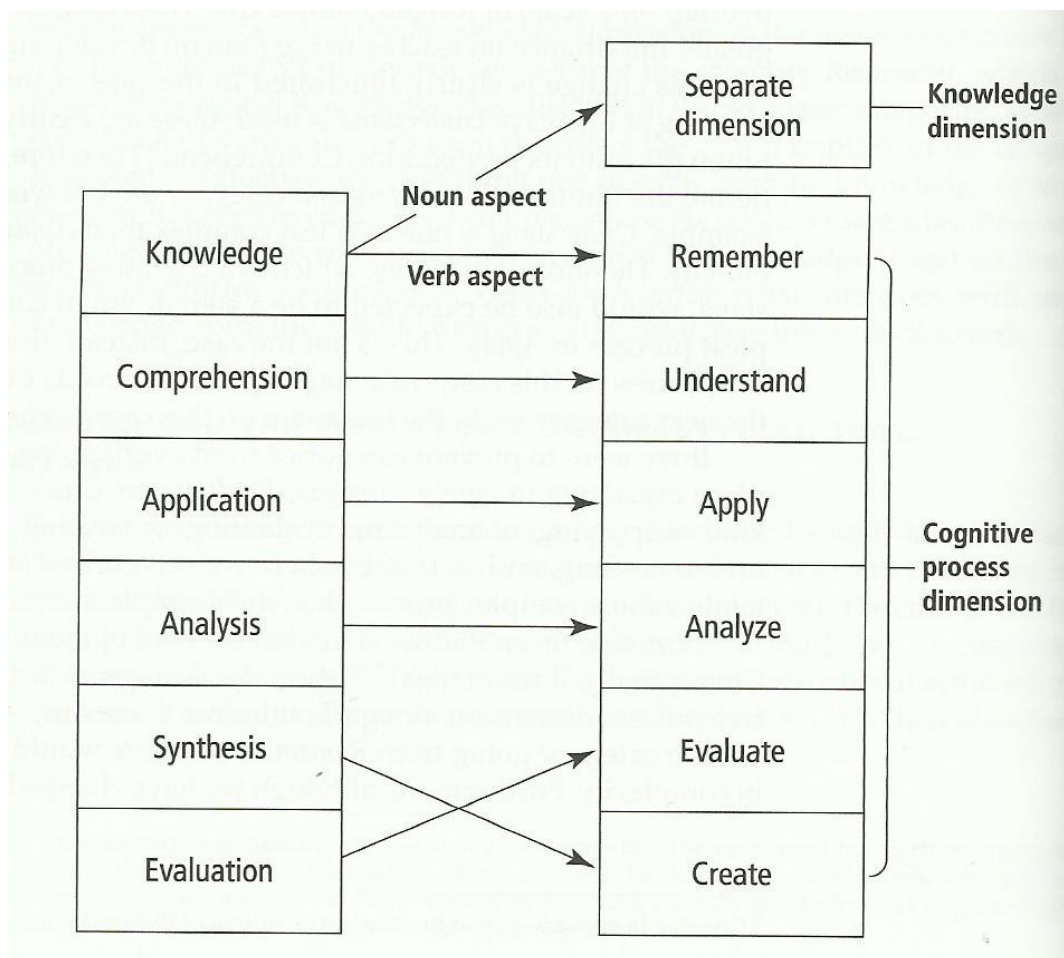 Separate
dimension
Knowledge
dimension
Noun aspect
Knowledge
Verb aspect
Remember
Comprehension
Understand
Application
Apply
Cognitive
process
dimension
Analysis
Analyze
Synthesis
Evaluate
Evaluation
Create